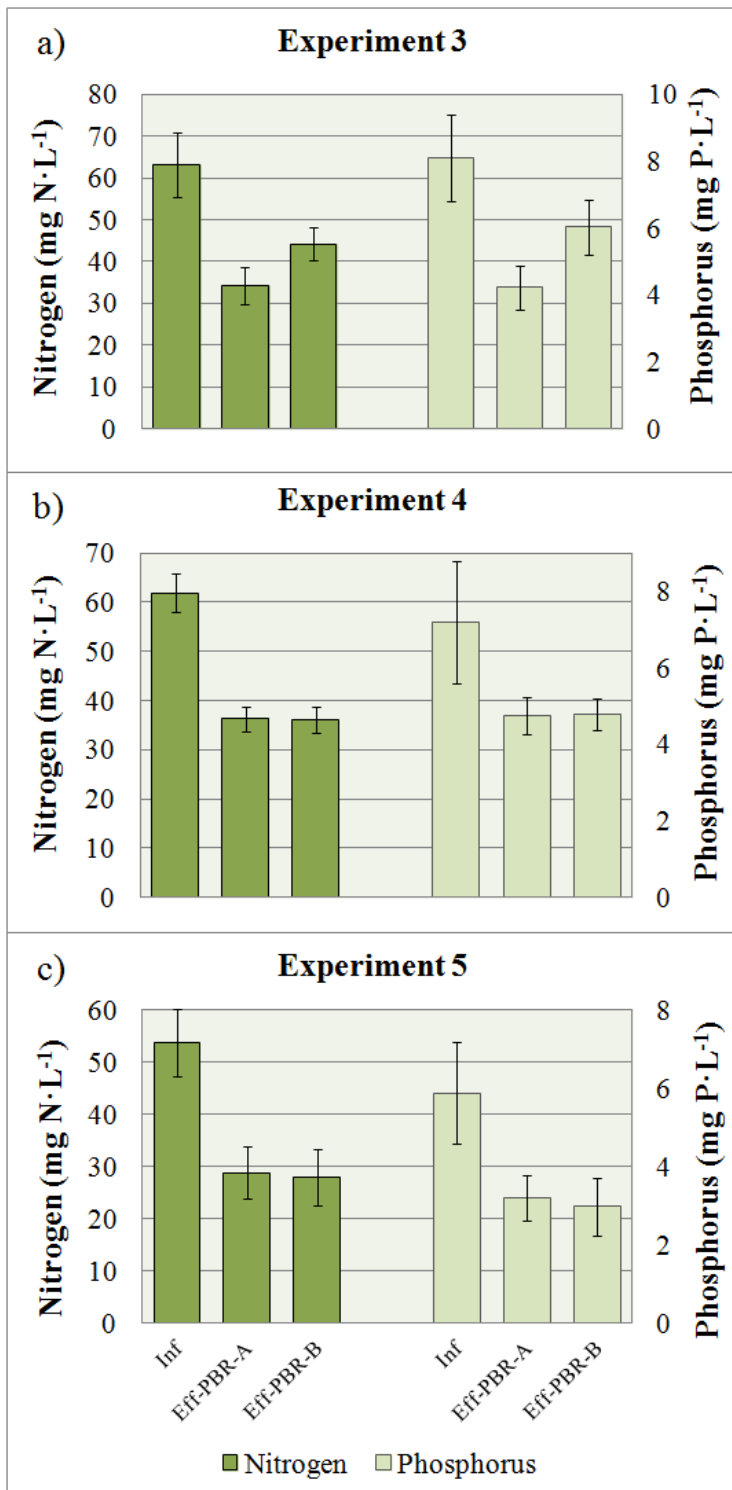 a)
Experiment 3
Nitrogen (mg N·L-1)
80
70
60
50
40
30
20
10
0
10
8
6
4
2
0
Phosphorus (mg P·L-1)
b)
Experiment 4
Nitrogen (mg N·L-1)
70
60
50
40
30
20
10
0
8
6
4
2
0
Phosphorus (mg P·L-1)
c)
Experiment 5
Nitrogen (mg N·L-1)
60
50
40
30
20
10
0
8
6
4
2
0
Phosphorus (mg P·L-1)
Inf
Eff-PBR-A
Eff-PBR-B
Inf
Eff-PBR-A
Eff-PBR-B
Nitrogen
Phosphorus